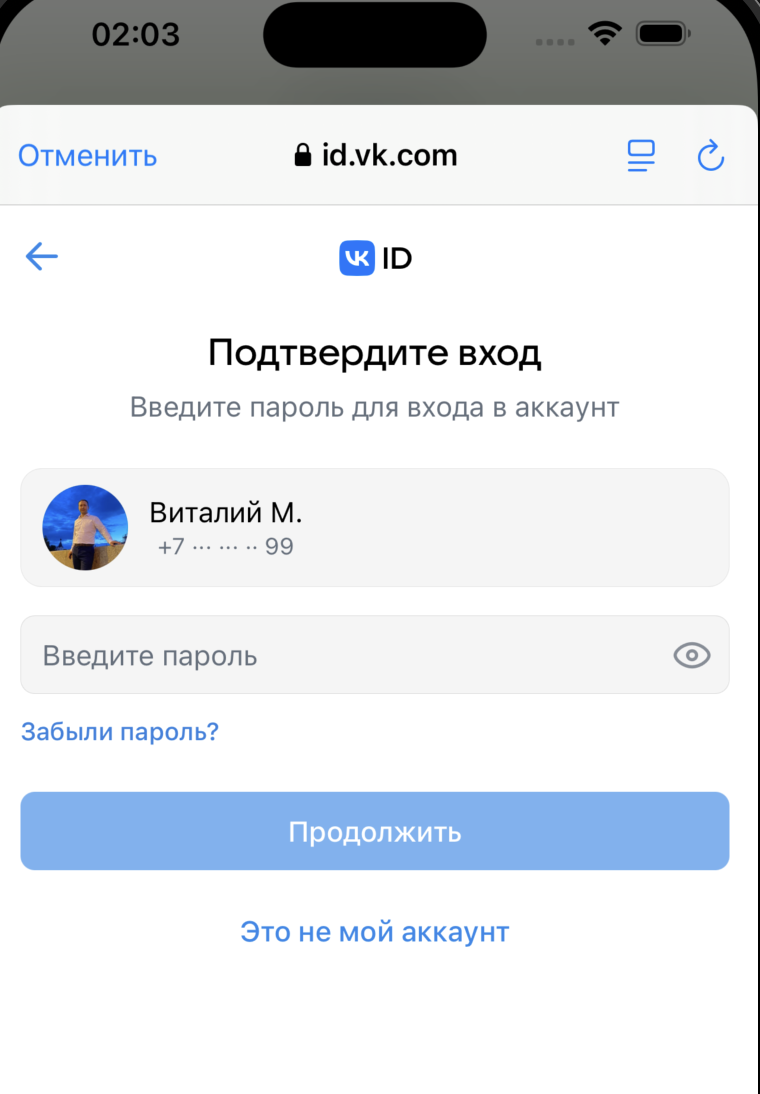 02:03
Отменить
id.vk.com
VK ID
Подтвердите вход
Введите пароль для входа в аккаунт
Виталий М.
+7 ··· ··· ·· 99
Введите пароль
Забыли пароль?
Продолжить
Это не мой аккаунт